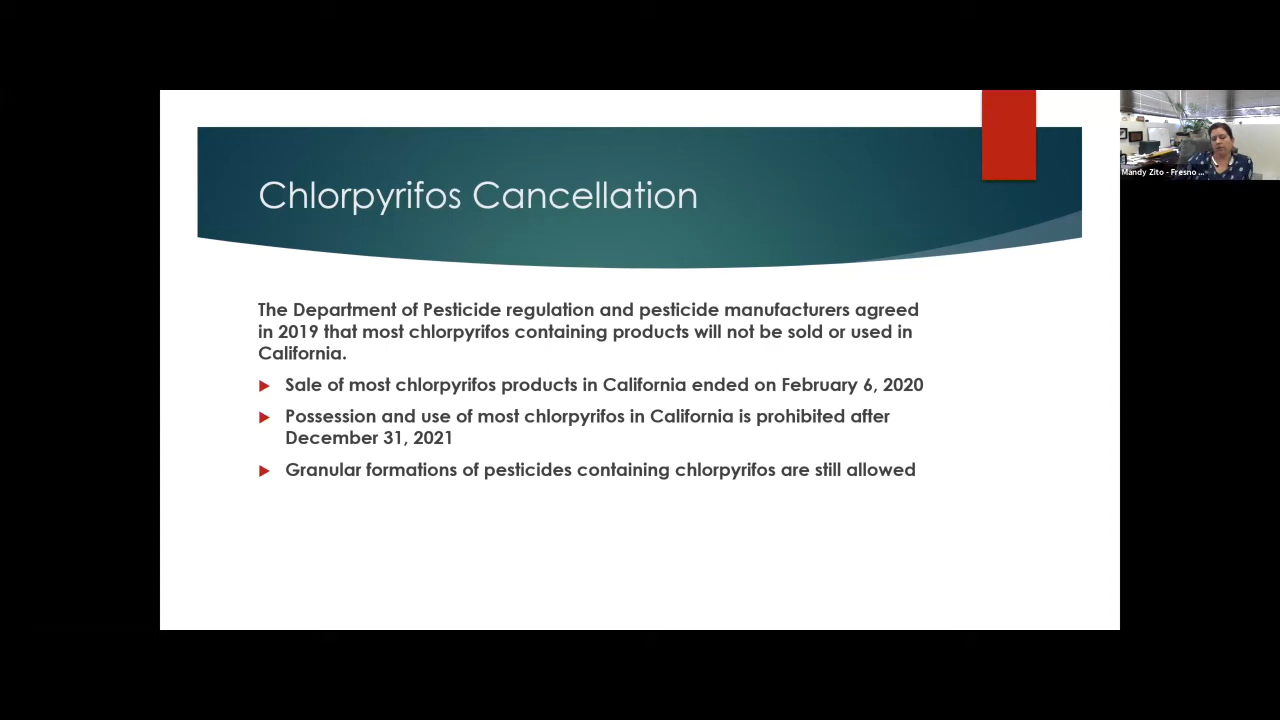 Chlorpyrifos Cancellation
Mandy Zito - Fresno ...
The Department of Pesticide regulation and pesticide manufacturers agreed
in 2019 that most chlorpyrifos containing products will not be sold or used in
California.
Sale of most chlorpyrifos products in California ended on February 6, 2020
Possession and use of most chlorpyrifos in California is prohibited after
December 31, 2021
Granular formations of pesticides containing chlorpyrifos are still allowed